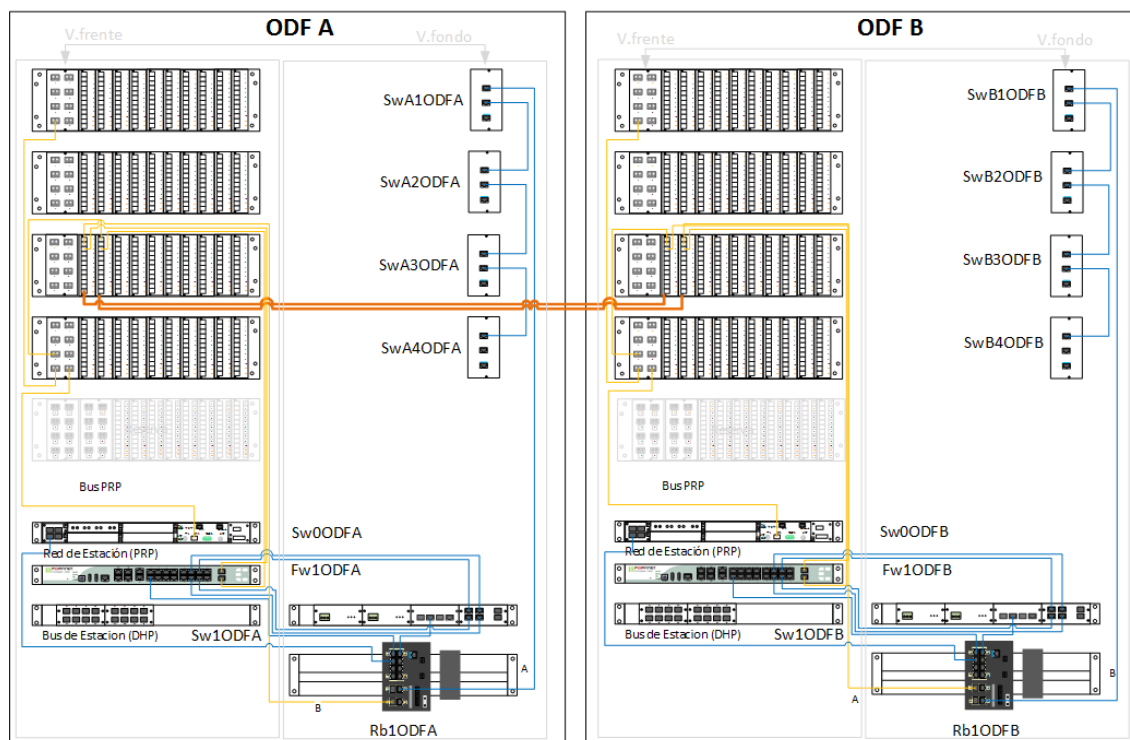 ODF A
V.frente
V.fondo
SwA1ODFA
SwA2ODFA
SwA3ODFA
SwA4ODFA
Bus PRP
Sw0ODFA
Red de Estación (PRP)
Fw1ODFA
FORTINET
Bus de Estacion (DHP)
Sw1ODFA
A
B
Rb1ODFA
ODF B
V.frente
V.fondo
SwB1ODFB
SwB2ODFB
SwB3ODFB
SwB4ODFB
Bus PRP
Sw0ODFB
Red de Estación (PRP)
Fw1ODFB
FORTINET
Bus de Estacion (DHP)
Sw1ODFB
B
A
Rb1ODFB